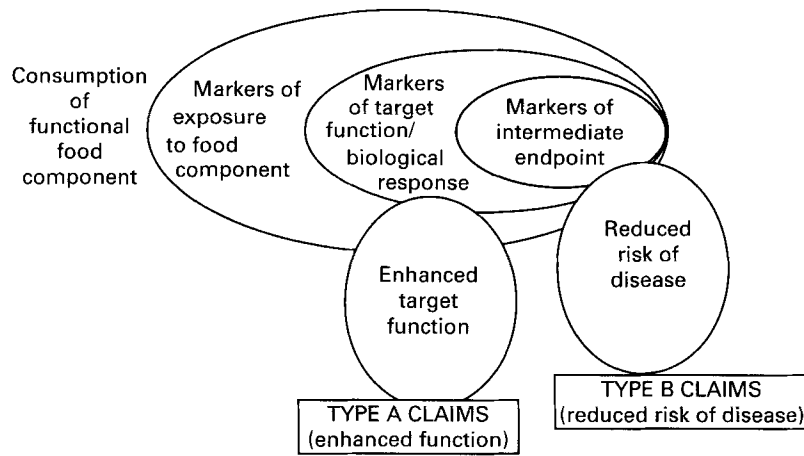 Consumption
of
functional
food
component
Markers of
exposure
to food
component
Markers
of target
function/
biological
response
Markers of
intermediate
endpoint
Enhanced
target
function
Reduced
risk of
disease
TYPE A CLAIMS
(enhanced function)
TYPE B CLAIMS
(reduced risk of disease)